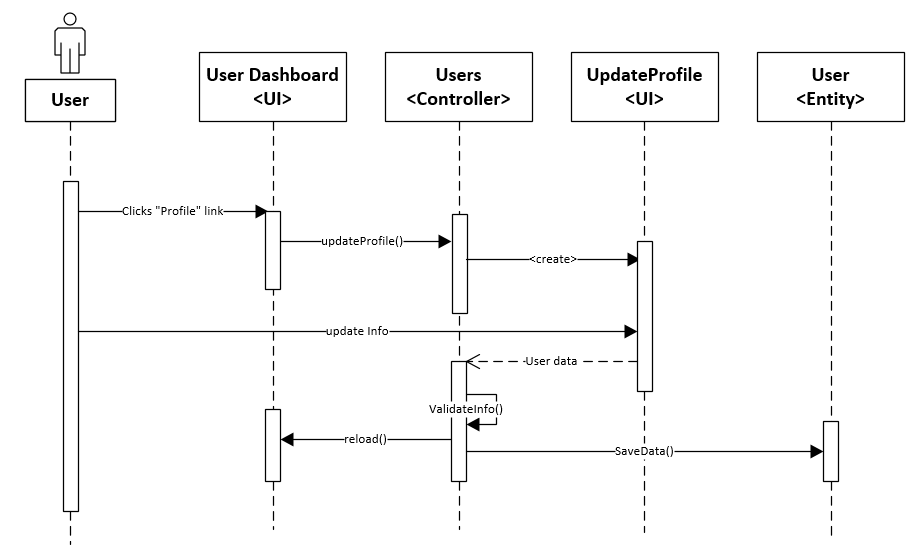 User
User Dashboard
<UI>
Users
<Controller>
UpdateProfile
<UI>
User
<Entity>
Clicks "Profile" link
updateProfile()
<create>
update Info
User data
ValidateInfo()
reload()
SaveData()